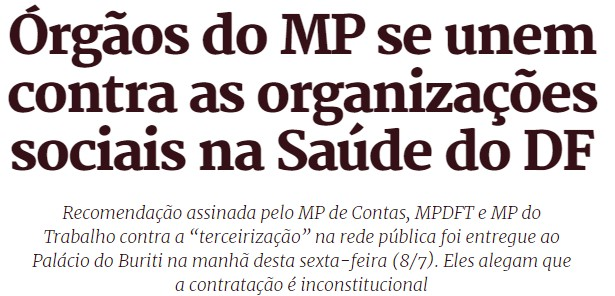 Órgãos do MP se unem
contra as organizações
sociais na Saúde do DF
Recomendação assinada pelo MP de Contas, MPDFT e MP do
Trabalho contra a “terceirização” na rede pública foi entregue ao
Palácio do Buriti na manhã desta sexta-feira (8/7). Eles alegam que
a contratação é inconstitucional